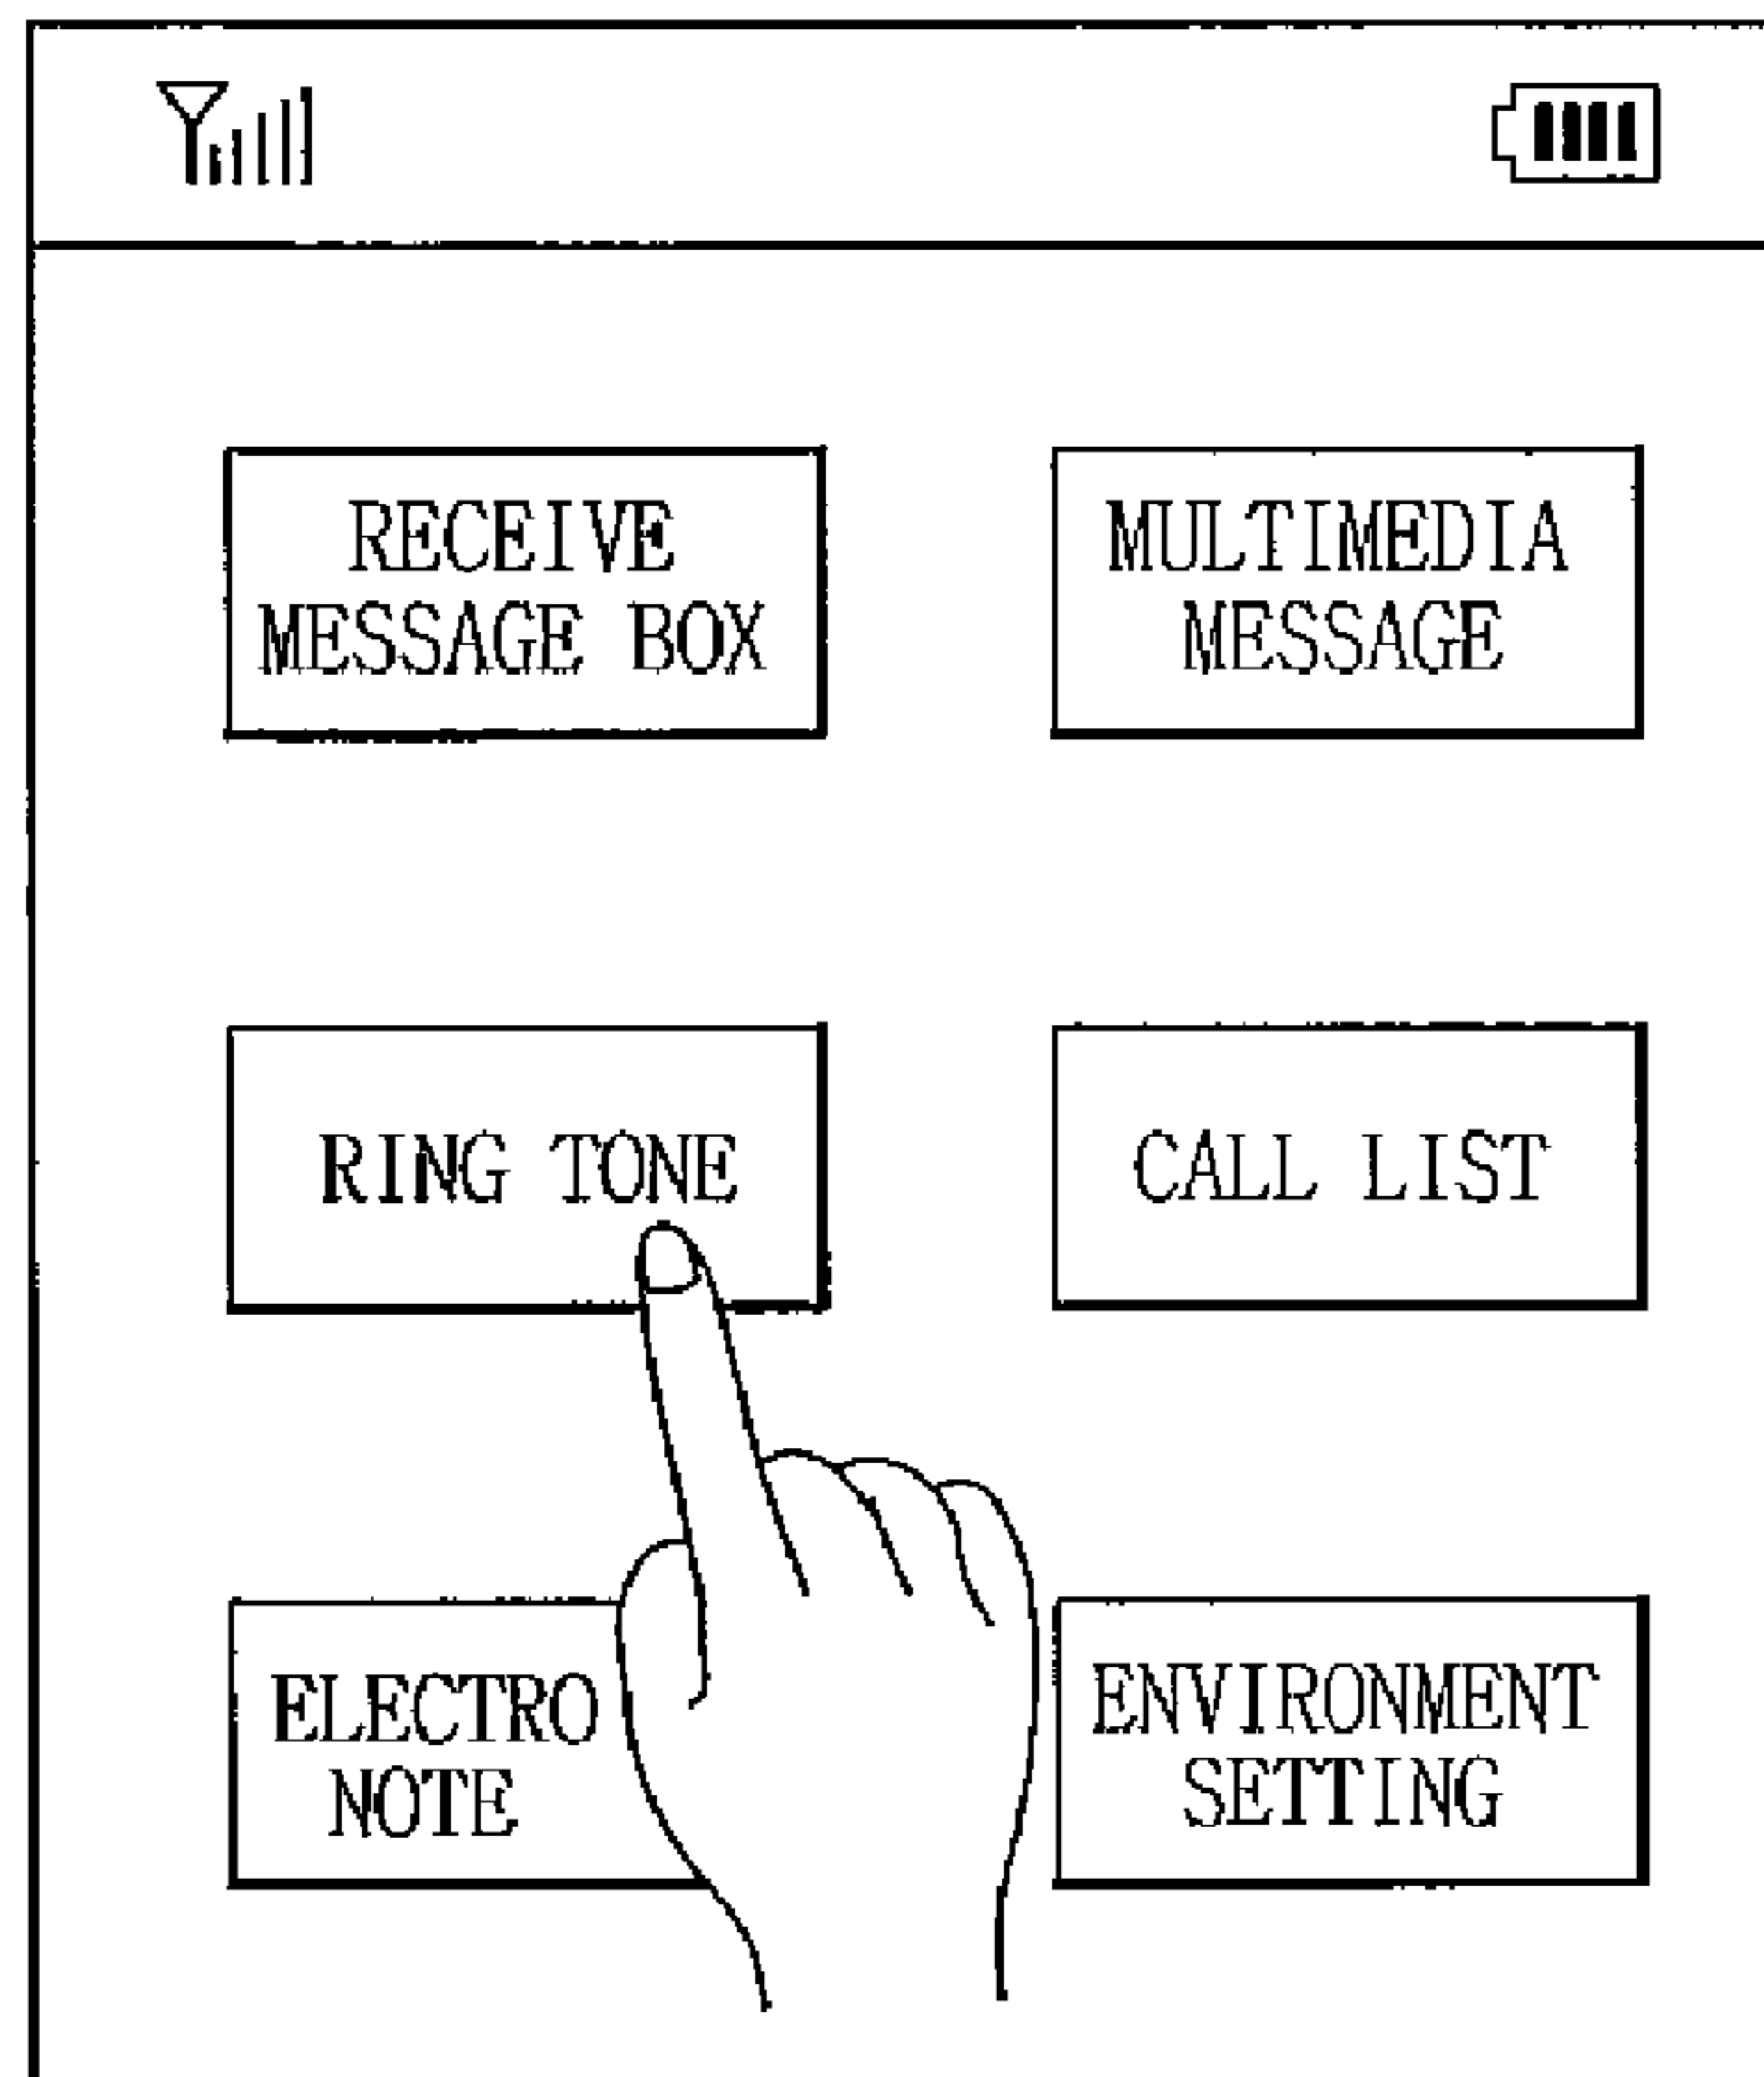 RECEIVE
MESSAGE BOX
MULTIMEDIA
MESSAGE
RING TONE
CALL LIST
ELECTRO
NOTE
ENVIRONMENT
SETTING